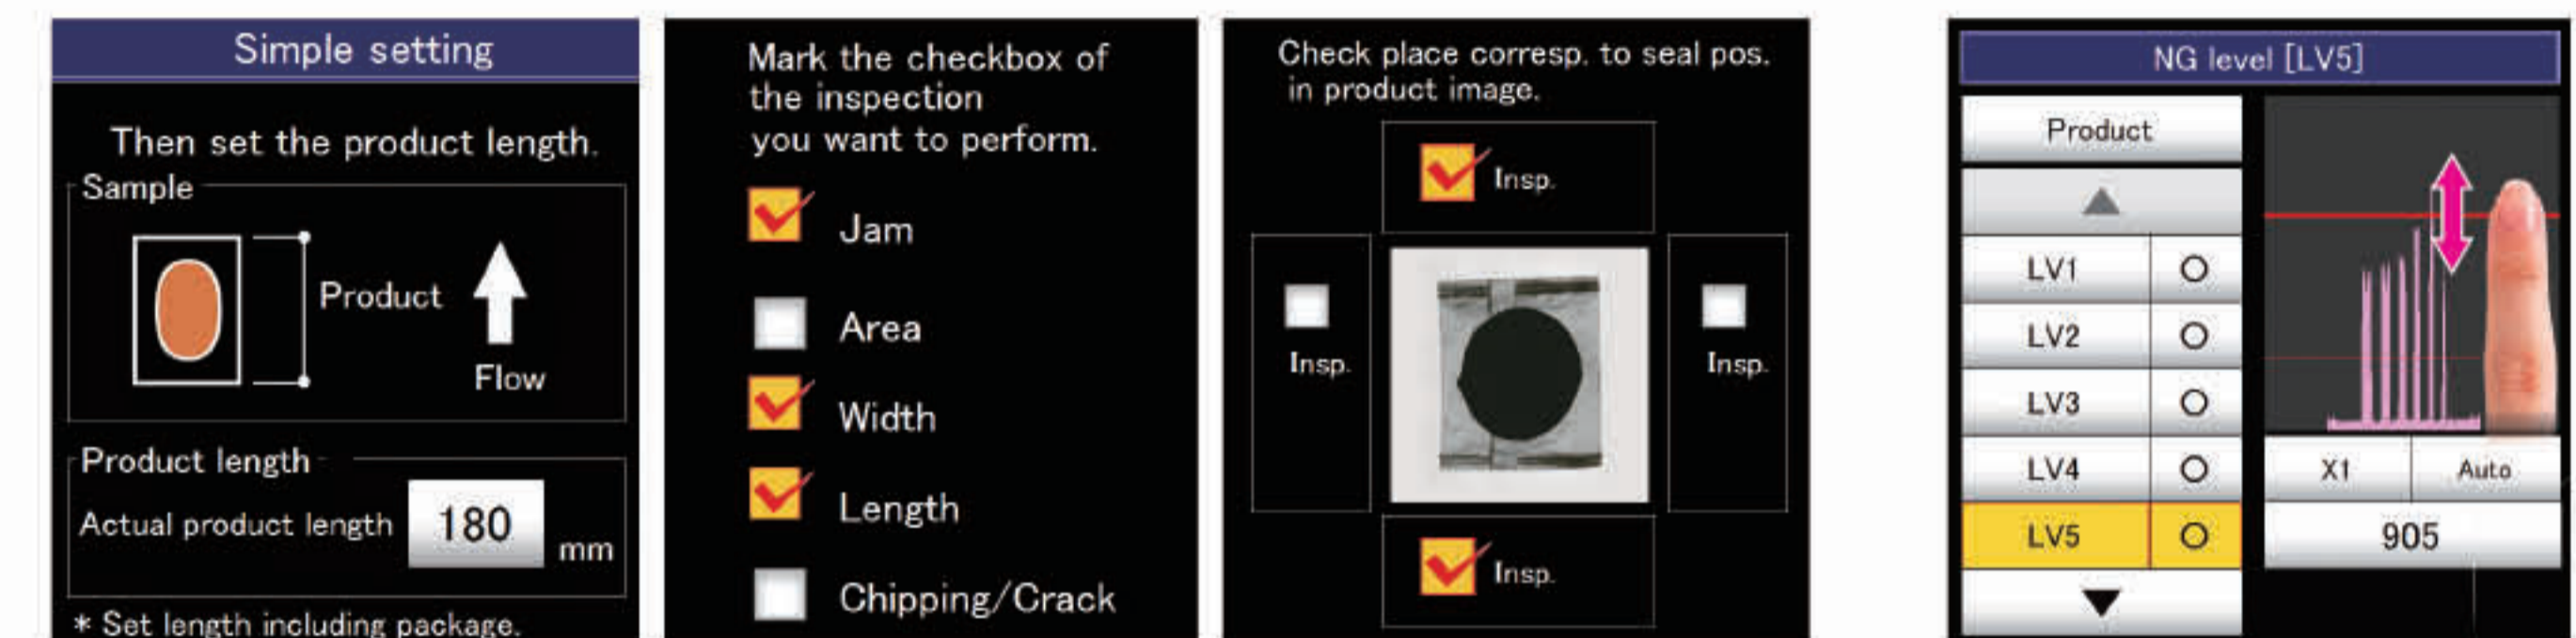 Simple setting
Then set the product length.
Sample
Product
Flow
Product length
Actual product length 180 mm
* Set length including package.
Mark the checkbox of
the inspection
you want to perform.
Jam
Area
Width
Length
Chipping/Crack
Check place corresp. to seal pos.
in product image.
Insp.
Insp.
Insp.
Insp.
NG level [LV5]
Product
LV1
LV2
LV3
LV4
LV5
X1 Auto
905